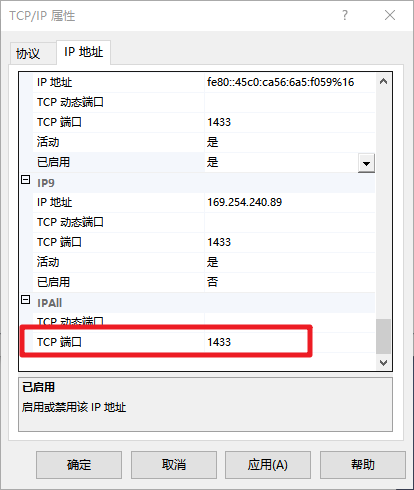 TCP/IP 属性
协议
IP 地址
IP 地址 fe80::45c0:ca56:6a5:f059%16
TCP 动态端口
TCP 端口 1433
活动 是
已启用 是
IP9
IP 地址 169.254.240.89
TCP 动态端口
TCP 端口 1433
活动 是
已启用 否
IPAll
TCP 动态端口
TCP 端口 1433
已启用
启用或禁用该 IP 地址
确定
取消
应用(A)
帮助